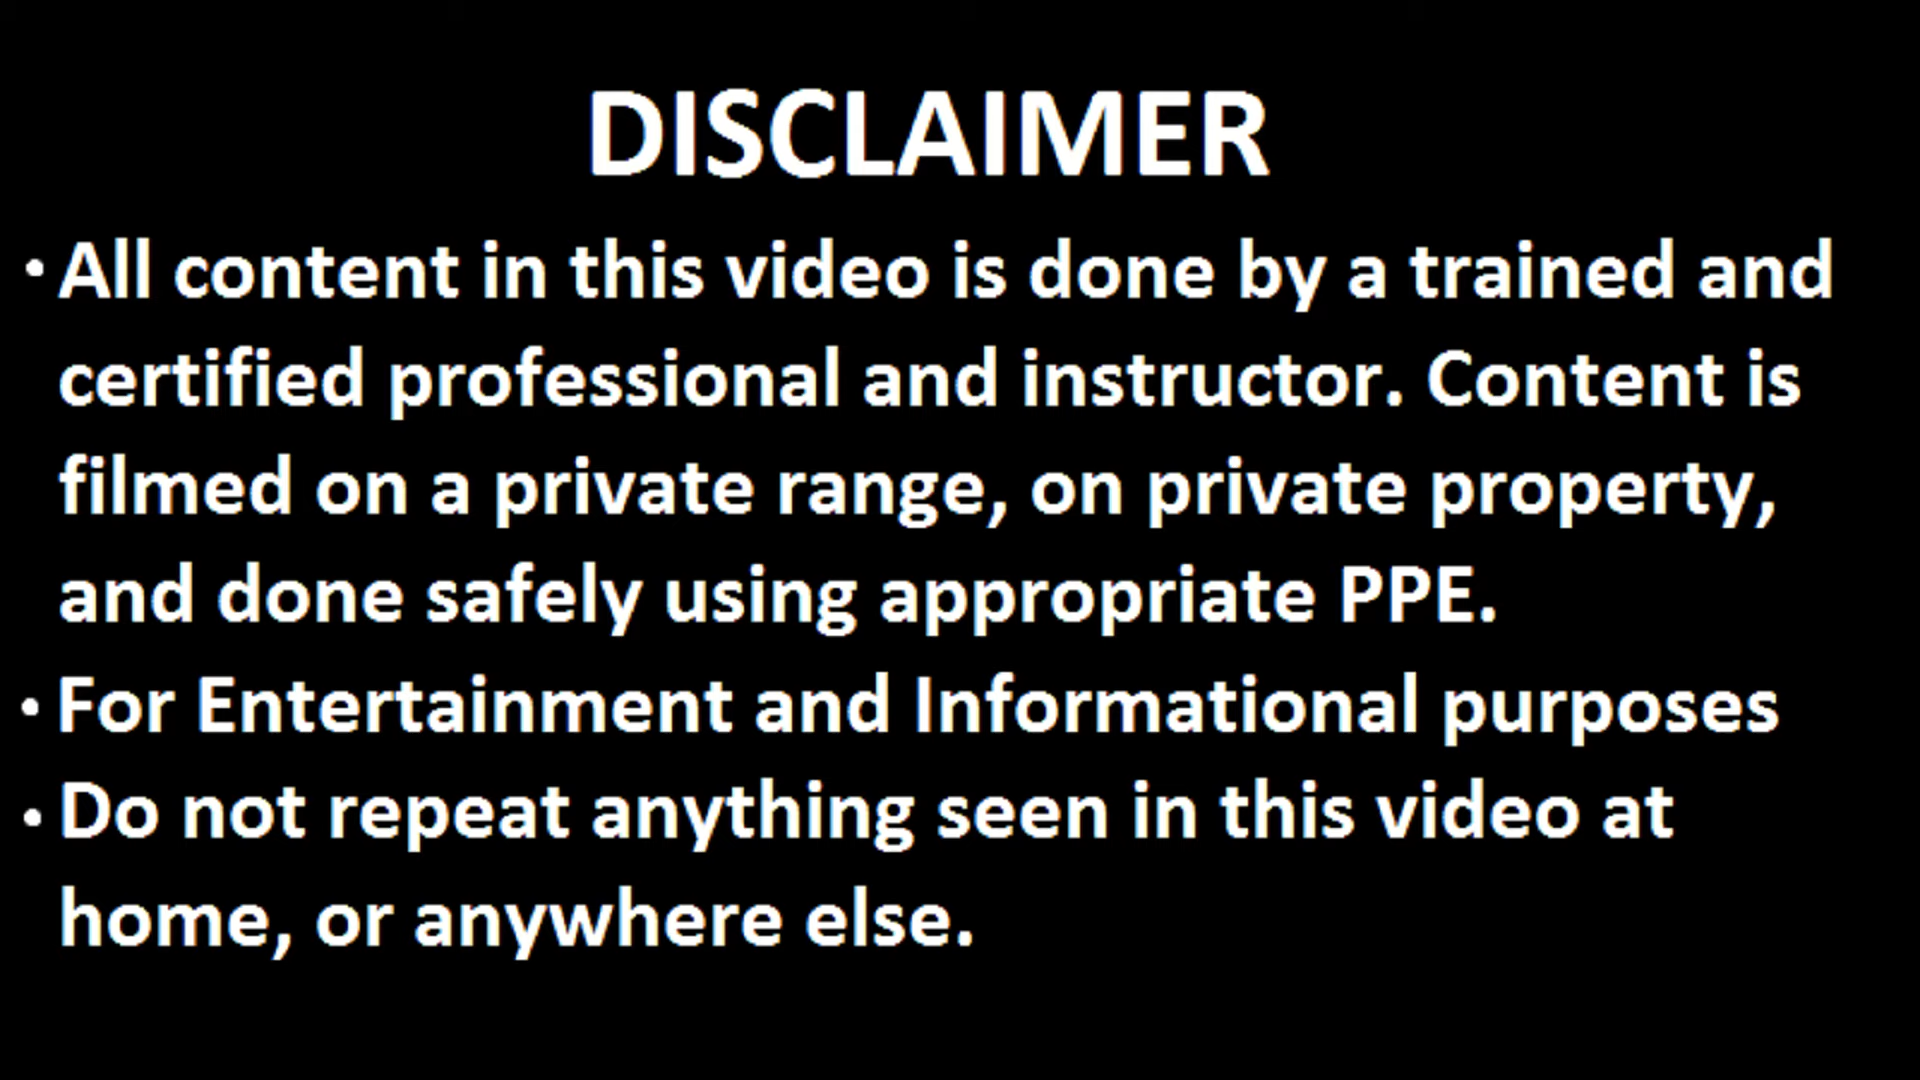 DISCLAIMER
• All content in this video is done by a trained and
certified professional and instructor. Content is
filmed on a private range, on private property,
and done safely using appropriate PPE.
• For Entertainment and Informational purposes
• Do not repeat anything seen in this video at
home, or anywhere else.